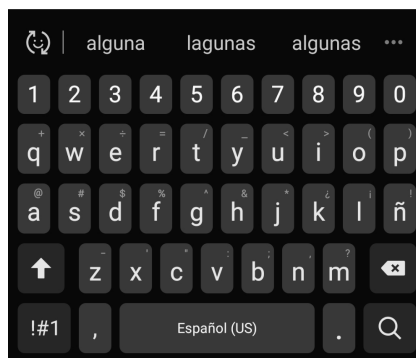 alguna lagunas algunas •••
1 2 3 4 5 6 7 8 9 0
+ × ÷ = / _ < > ( )
q w e r t y u i o p
@ # $ % ^ & * ¿ ¡ !
a s d f g h j k l ñ
- ' " : ; , ?
z x c v b n m
!#1 , Español (US) .